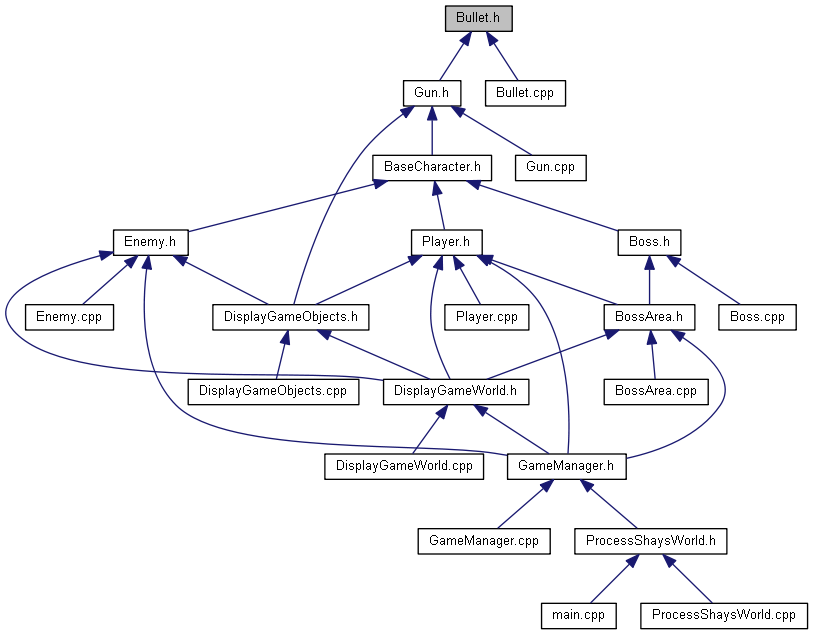 Bullet.h
Gun.h
Bullet.cpp
BaseCharacter.h
Gun.cpp
Enemy.h
Player.h
Boss.h
Enemy.cpp
DisplayGameObjects.h
Player.cpp
BossArea.h
Boss.cpp
DisplayGameObjects.cpp
DisplayGameWorld.h
BossArea.cpp
DisplayGameWorld.cpp
GameManager.h
GameManager.cpp
ProcessShaysWorld.h
main.cpp
ProcessShaysWorld.cpp